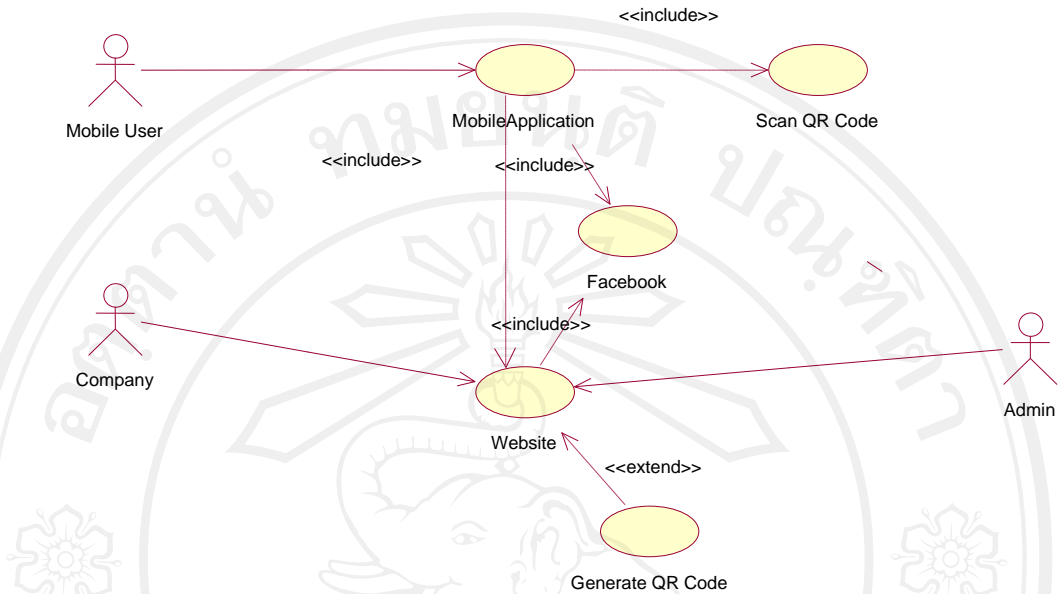 <<include>>
Mobile User
MobileApplication
Scan QR Code
<<include>>
<<include>>
Facebook
<<include>>
Company
Admin
Website
<<extend>>
Generate QR Code